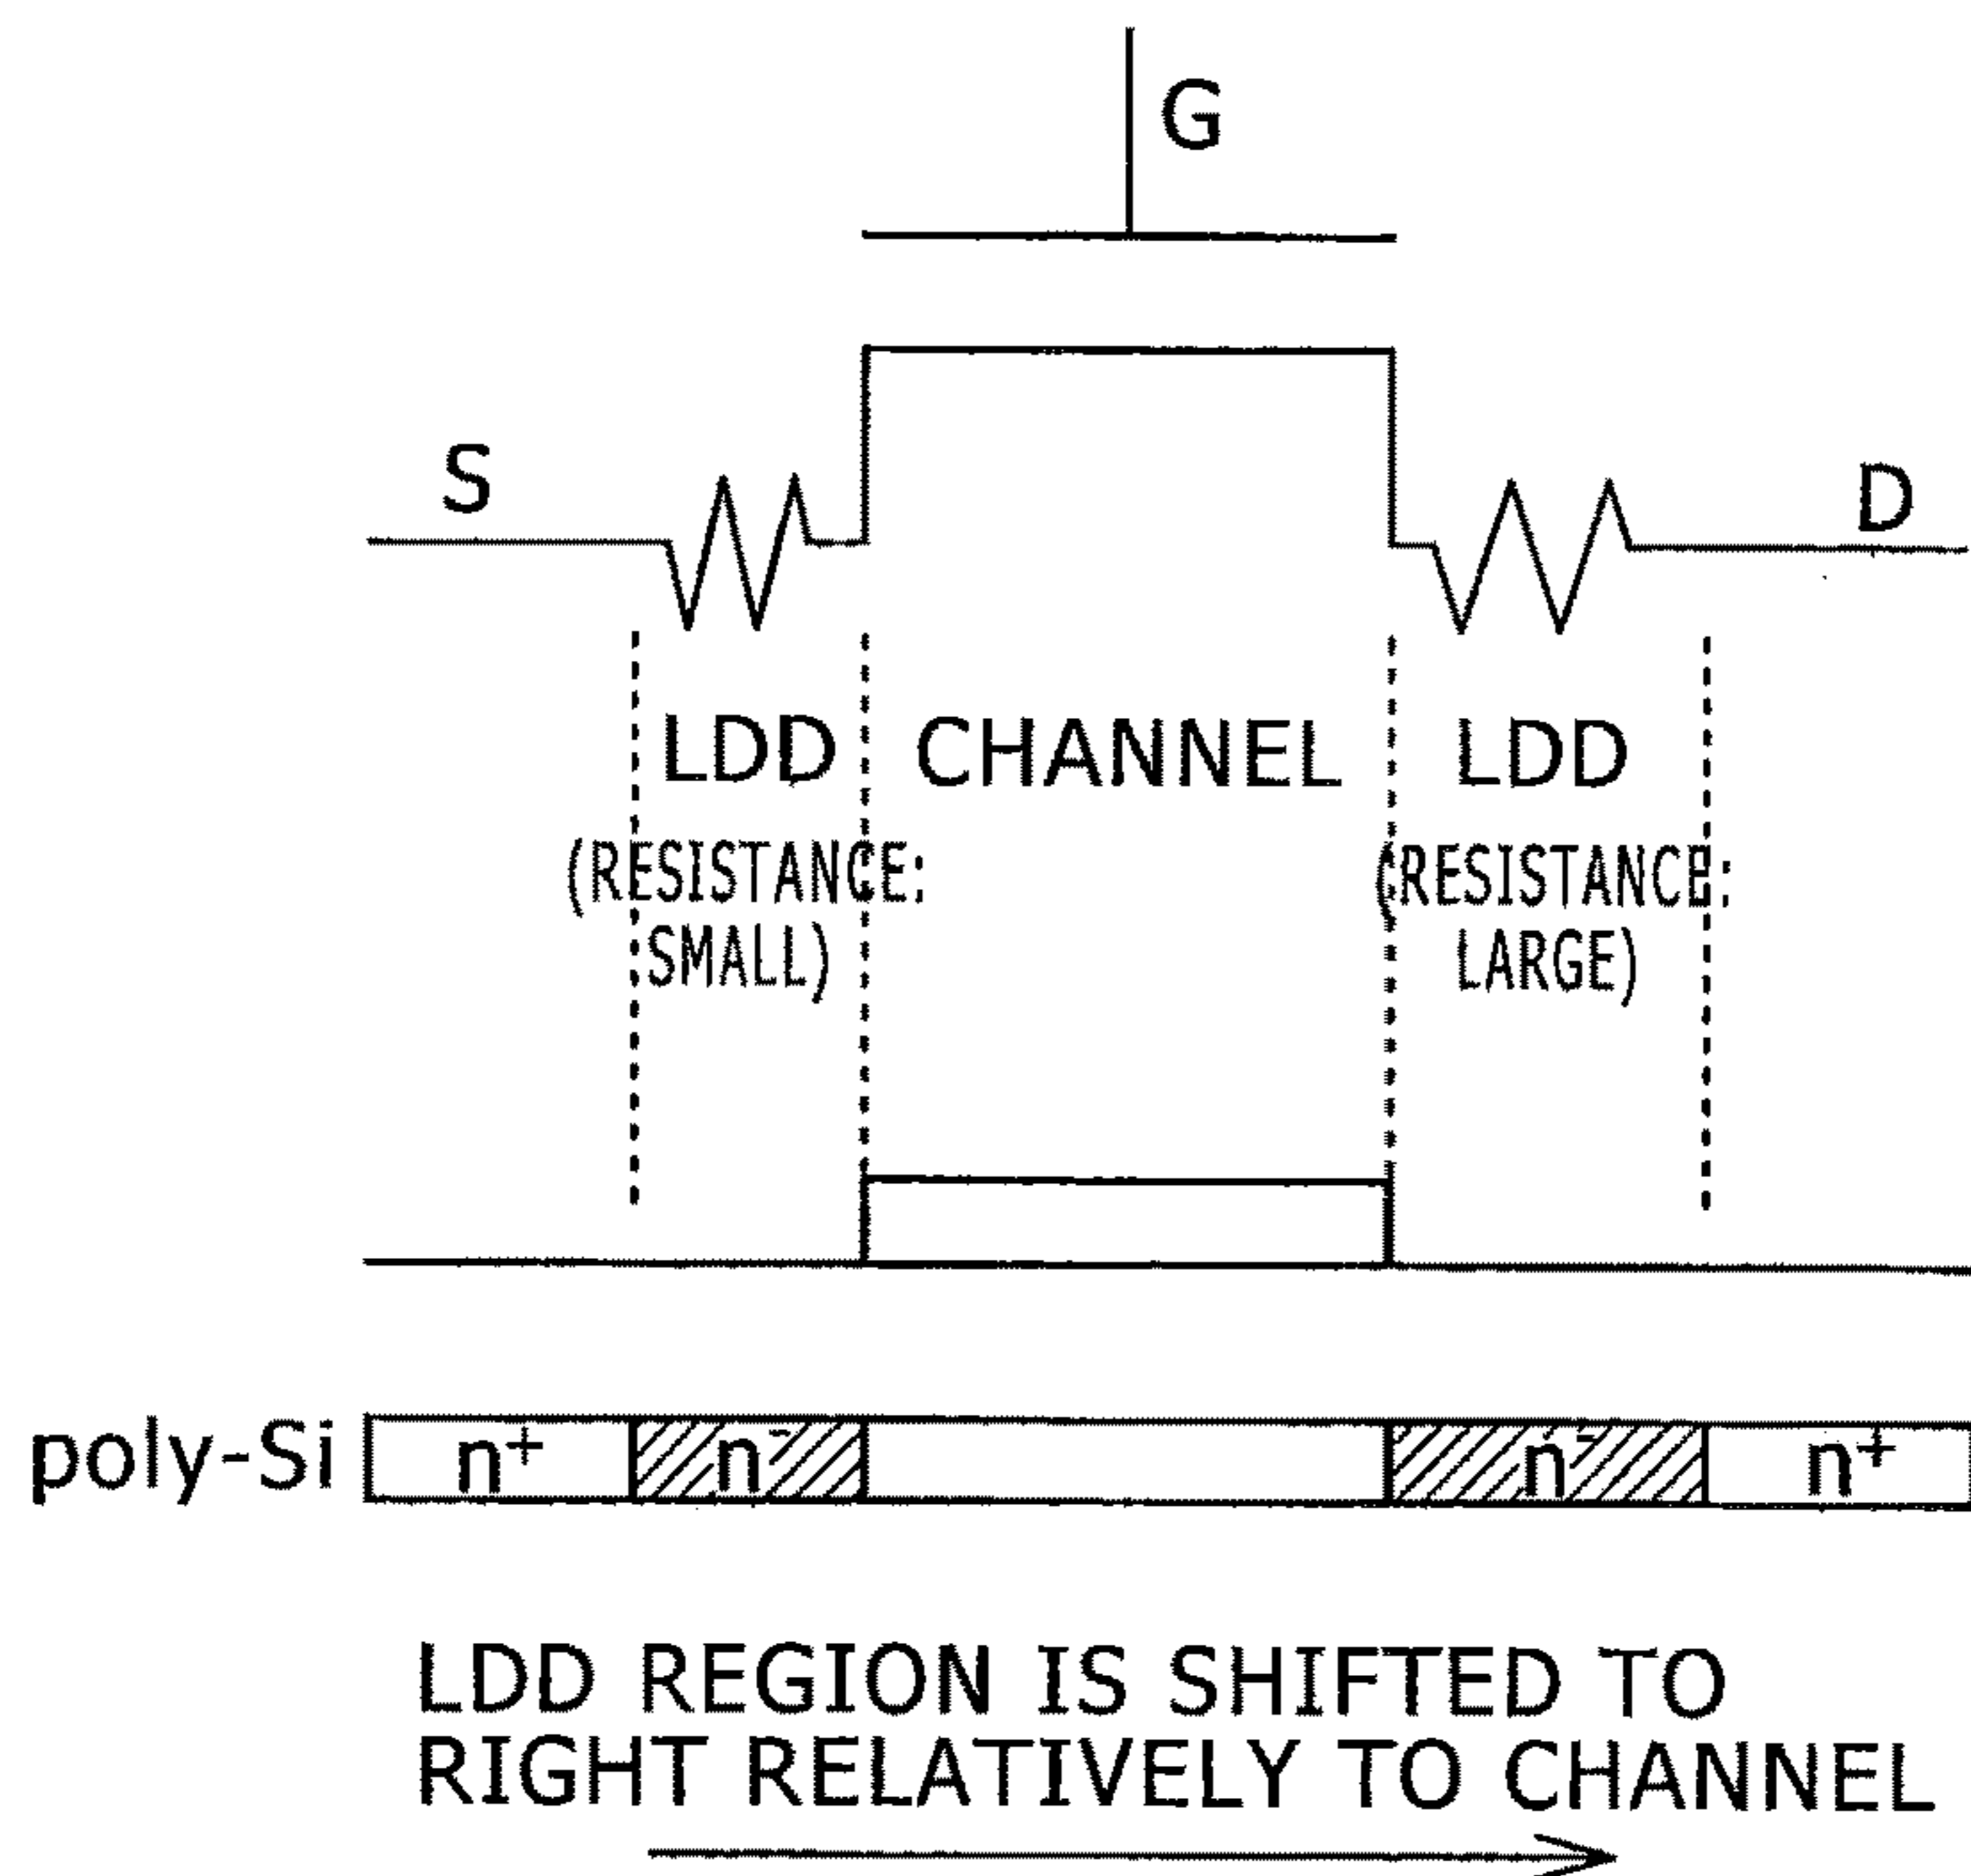 G
S
D
LDD CHANNEL LDD
(RESISTANCE: (RESISTANCE:
SMALL) LARGE)
poly-Si n⁺ n⁻ n⁻ n⁺
LDD REGION IS SHIFTED TO
RIGHT RELATIVELY TO CHANNEL